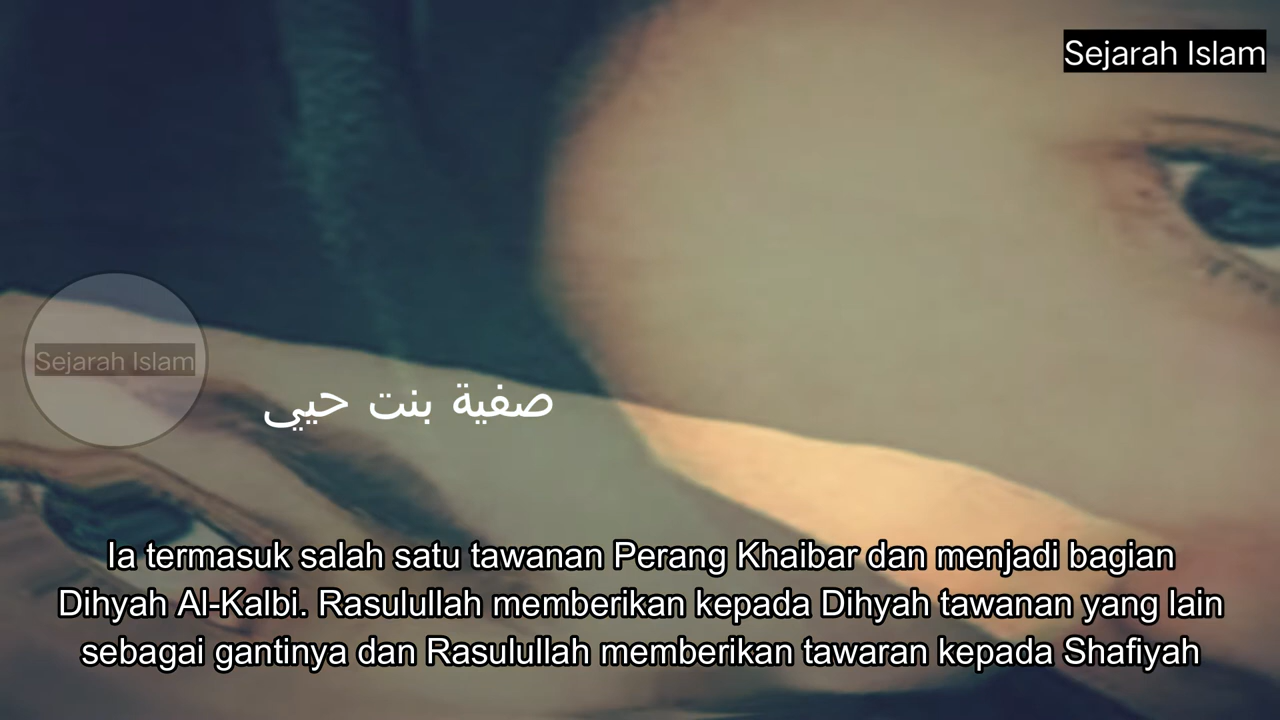 Sejarah Islam
Sejarah Islam
صفية بنت حيي
Ia termasuk salah satu tawanan Perang Khaibar dan menjadi bagian
Dihyah Al-Kalbi. Rasulullah memberikan kepada Dihyah tawanan yang lain
sebagai gantinya dan Rasulullah memberikan tawaran kepada Shafiyah